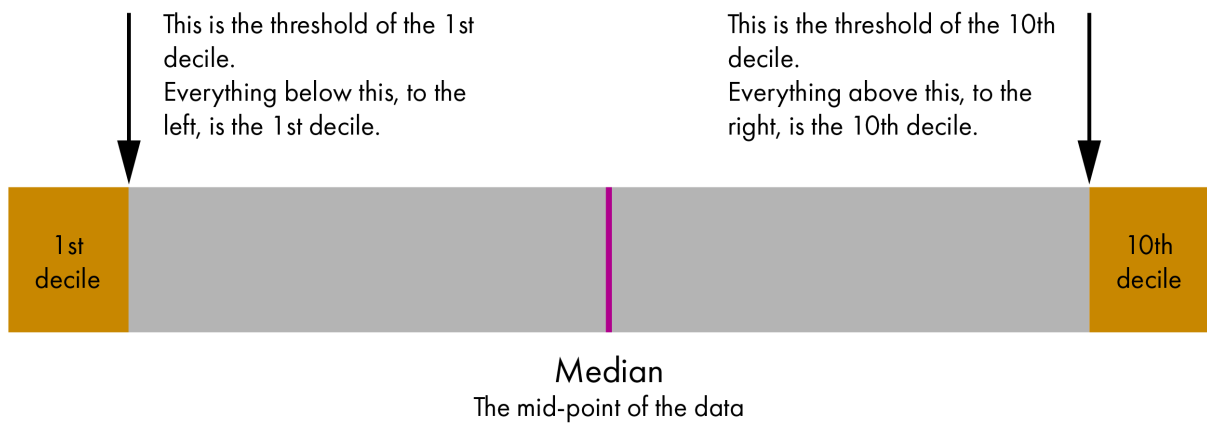 This is the threshold of the 1st
decile.
Everything below this, to the
left, is the 1st decile.
This is the threshold of the 10th
decile.
Everything above this, to the
right, is the 10th decile.
1st
decile
10th
decile
Median
The mid-point of the data